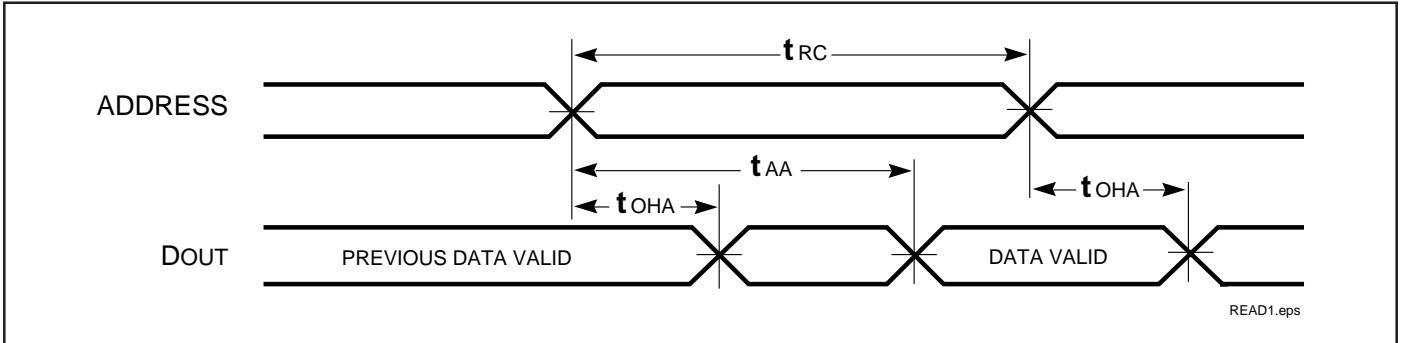 tRC
ADDRESS
tAA
tOHA
tOHA
DOUT
PREVIOUS DATA VALID
DATA VALID
READ1.eps